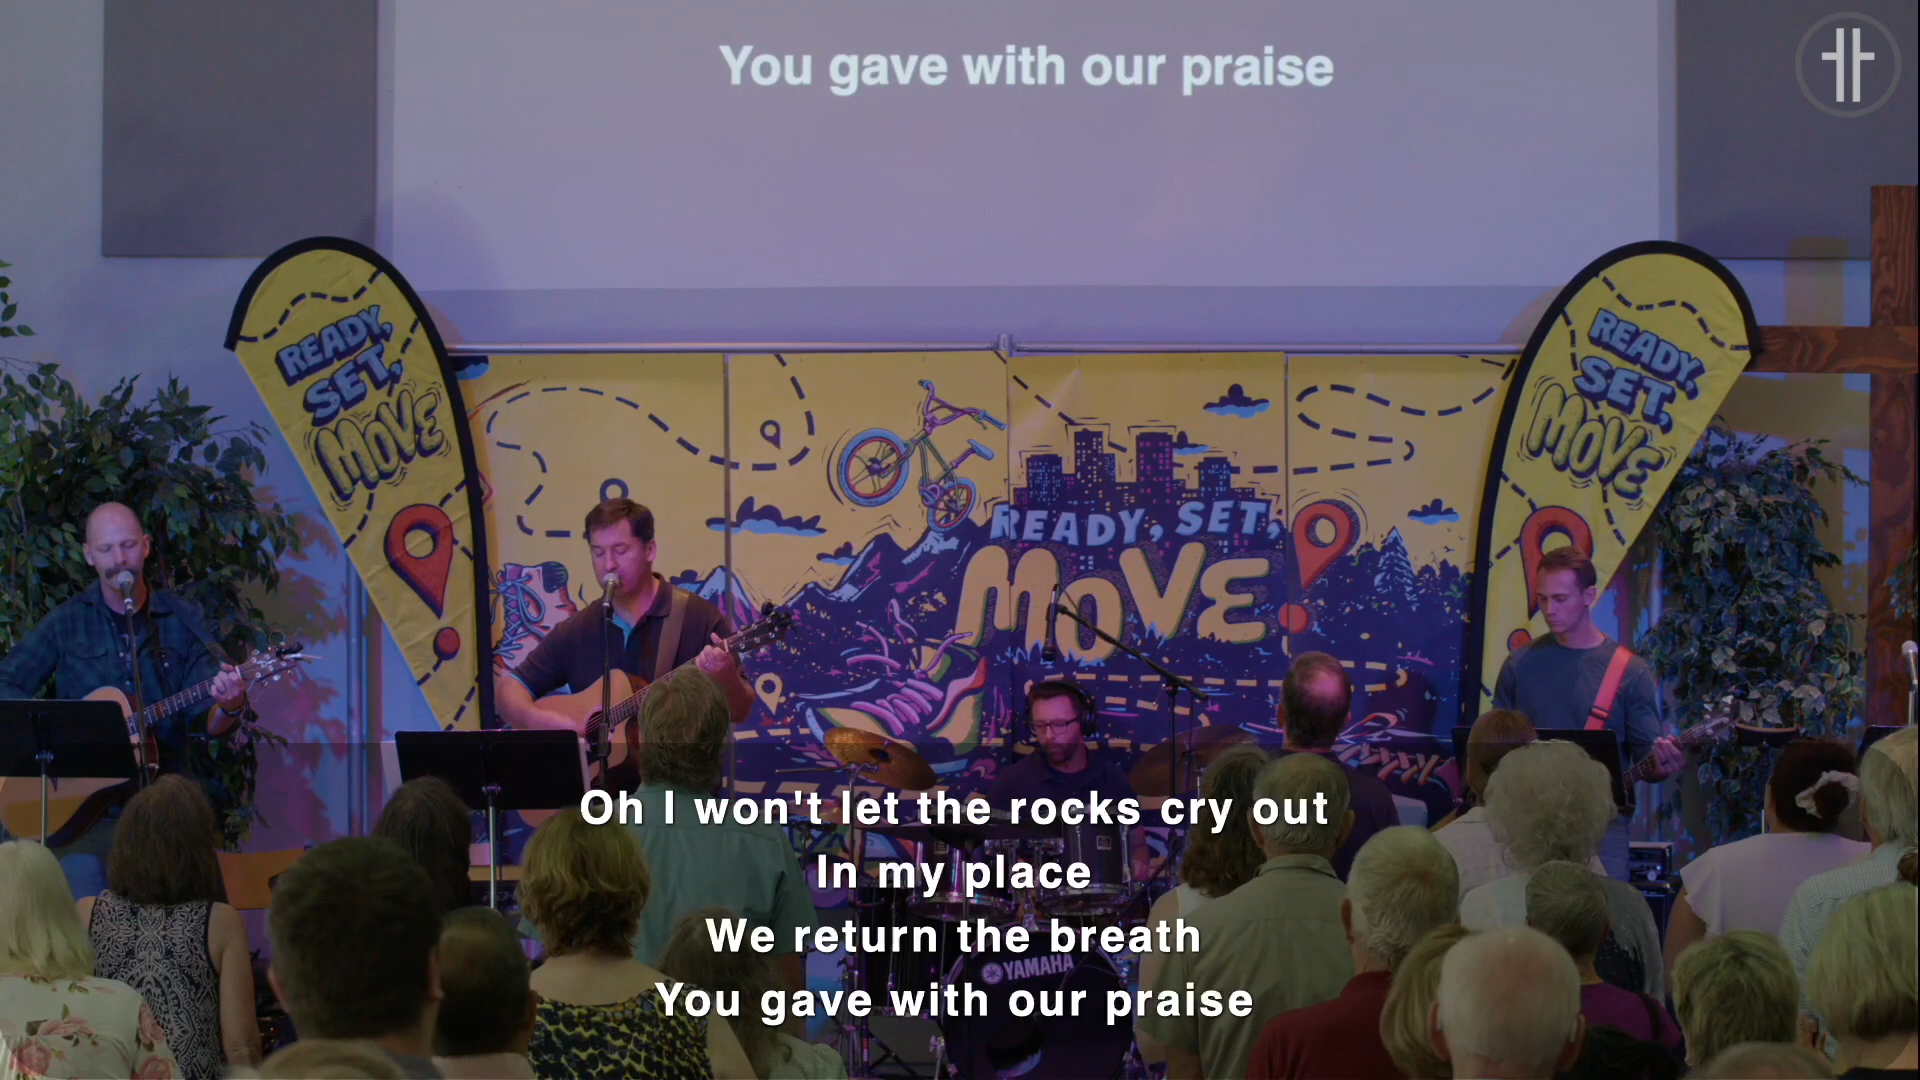 You gave with our praise
READY,
SET,
MOVE
READY,
SET,
MOVE
READY, SET,
MOVE
Oh I won't let the rocks cry out
In my place
We return the breath
YAMAHA
You gave with our praise